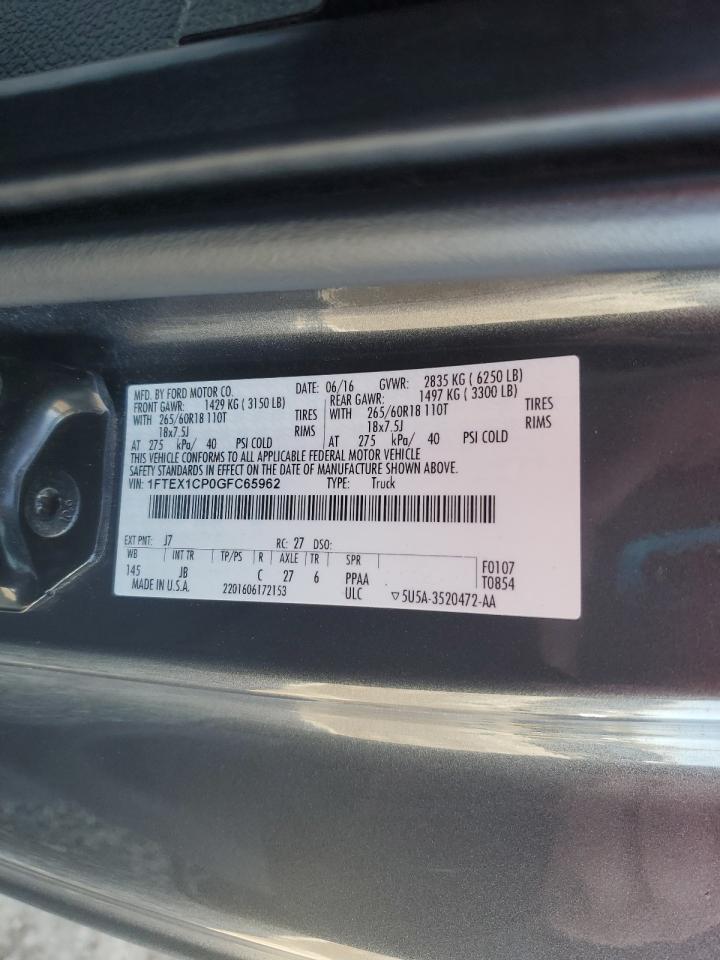 MFD. BY FORD MOTOR CO. DATE: 06/16 GVWR: 2835 KG ( 6250 LB)
FRONT GAWR: 1429 KG ( 3150 LB) REAR GAWR: 1497 KG ( 3300 LB)
WITH 265/60R18 110T TIRES WITH 265/60R18 110T TIRES
18x7.5J RIMS 18x7.5J RIMS
AT 275 kPa/ 40 PSI COLD AT 275 kPa/ 40 PSI COLD
THIS VEHICLE CONFORMS TO ALL APPLICABLE FEDERAL MOTOR VEHICLE
SAFETY STANDARDS IN EFFECT ON THE DATE OF MANUFACTURE SHOWN ABOVE.
VIN: 1FTEX1CP0GFC65962 TYPE: Truck
EXT PNT: J7 RC: 27 DSO:
WB INT TR TP/PS R AXLE TR SPR
145 JB C 27 6 PPAA F0107
MADE IN U.S.A. 2201606172153 ULC T0854
▽5U5A-3520472-AA